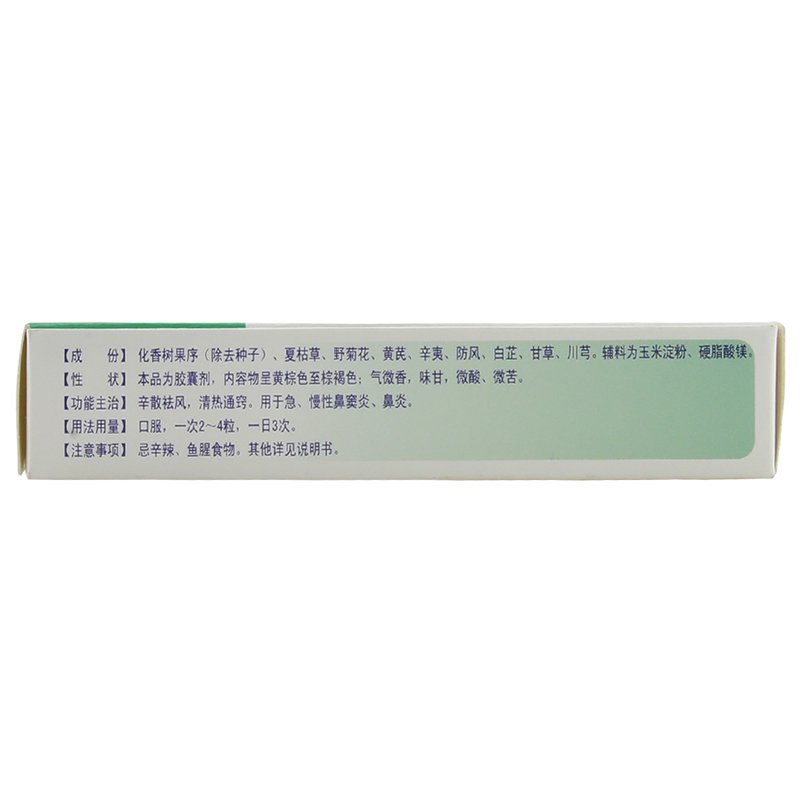 【成　份】化香树果序（除去种子）、夏枯草、野菊花、黄芪、辛夷、防风、白芷、甘草、川芎。辅料为玉米淀粉、硬脂酸镁。
【性　状】本品为胶囊剂，内容物呈黄棕色至棕褐色；气微香，味甘，微酸、微苦。
【功能主治】辛散祛风，清热通窍。用于急、慢性鼻窦炎、鼻炎。
【用法用量】口服，一次2～4粒，一日3次。
【注意事项】忌辛辣、鱼腥食物。其他详见说明书。